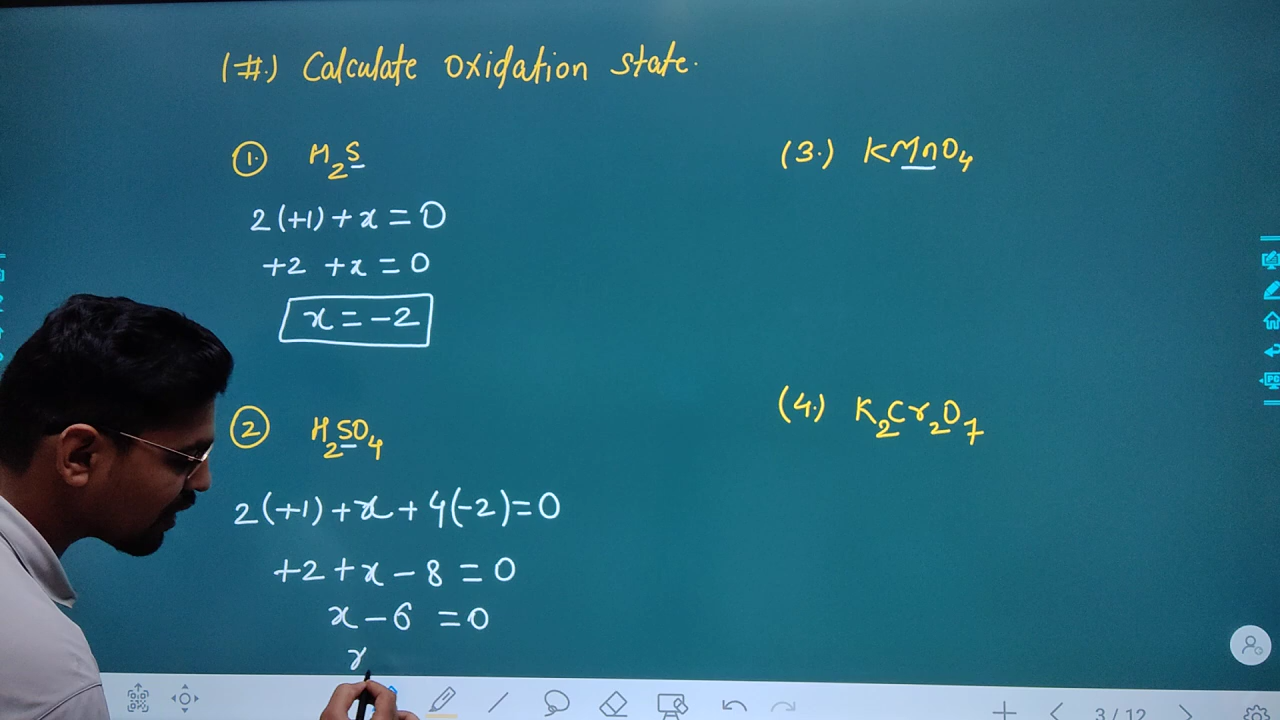 (#.) Calculate oxidation state.
① H₂S
2(+1) + x = 0
+2 + x = 0
x = -2
② H₂SO₄
2(+1) + x + 4(-2) = 0
+2 + x - 8 = 0
x - 6 = 0
x
(3.) KMnO₄
(4.) K₂Cr₂O₇
3 / 12